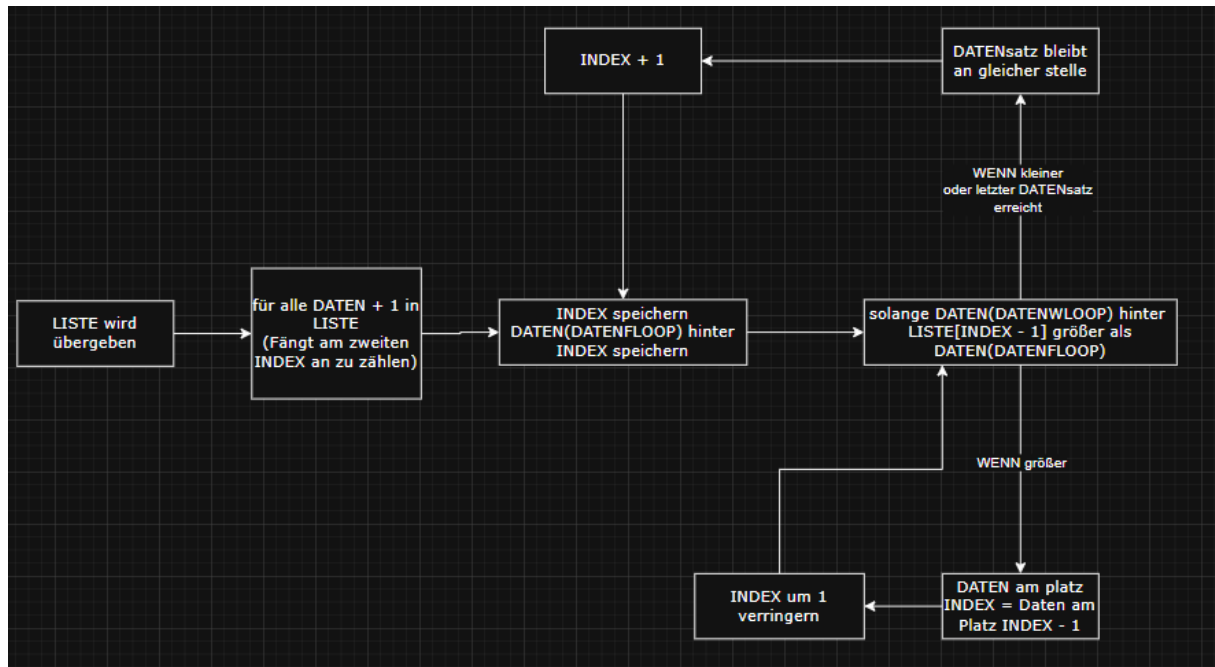 INDEX + 1
DATENsatz bleibt
an gleicher stelle
WENN kleiner
oder letzter DATENsatz
erreicht
LISTE wird
übergeben
für alle DATEN + 1 in
LISTE
(Fängt am zweiten
INDEX an zu zählen)
INDEX speichern
DATEN(DATENFLOOP) hinter
INDEX speichern
solange DATEN(DATENWLOOP) hinter
LISTE[INDEX - 1] größer als
DATEN(DATENFLOOP)
WENN größer
INDEX um 1
verringern
DATEN am platz
INDEX = Daten am
Platz INDEX - 1